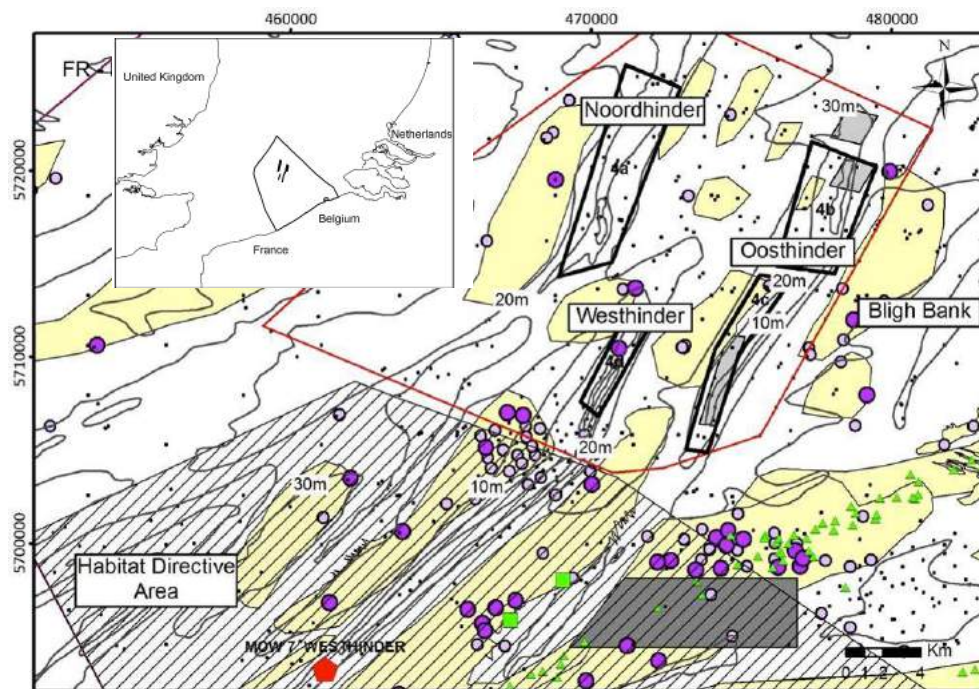 460000
470000
480000
FR
N
United Kingdom
Netherlands
Belgium
France
Noordhinder
30m
4a
4b
5720000
Oosthinder
20m
20m
4c
10m
Westhinder
Bligh Bank
4d
5710000
20m
30m
10m
5700000
Habitat Directive
Area
MOW 7 WESTHINDER
Km
0 1 2 4